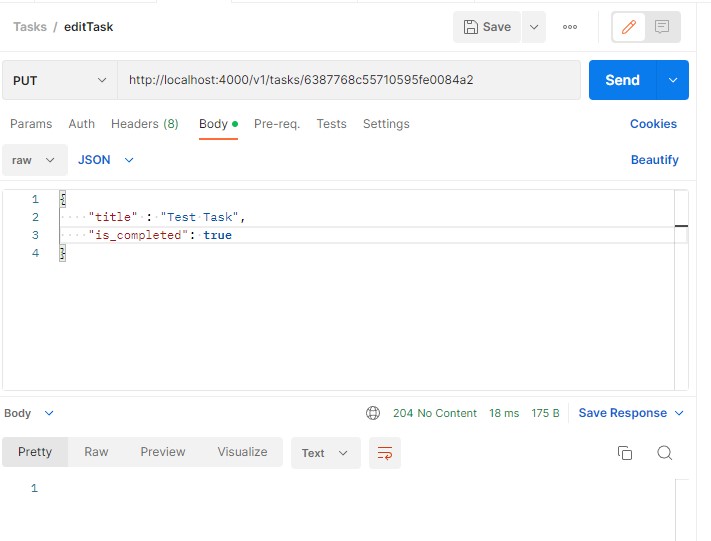 Tasks / editTask
Save
PUT
http://localhost:4000/v1/tasks/6387768c55710595fe0084a2
Send
Params Auth Headers (8) Body Pre-req. Tests Settings Cookies
raw JSON Beautify
1 {
2 "title" : "Test Task",
3 "is_completed": true
4 }
Body 204 No Content 18 ms 175 B Save Response
Pretty Raw Preview Visualize Text
1